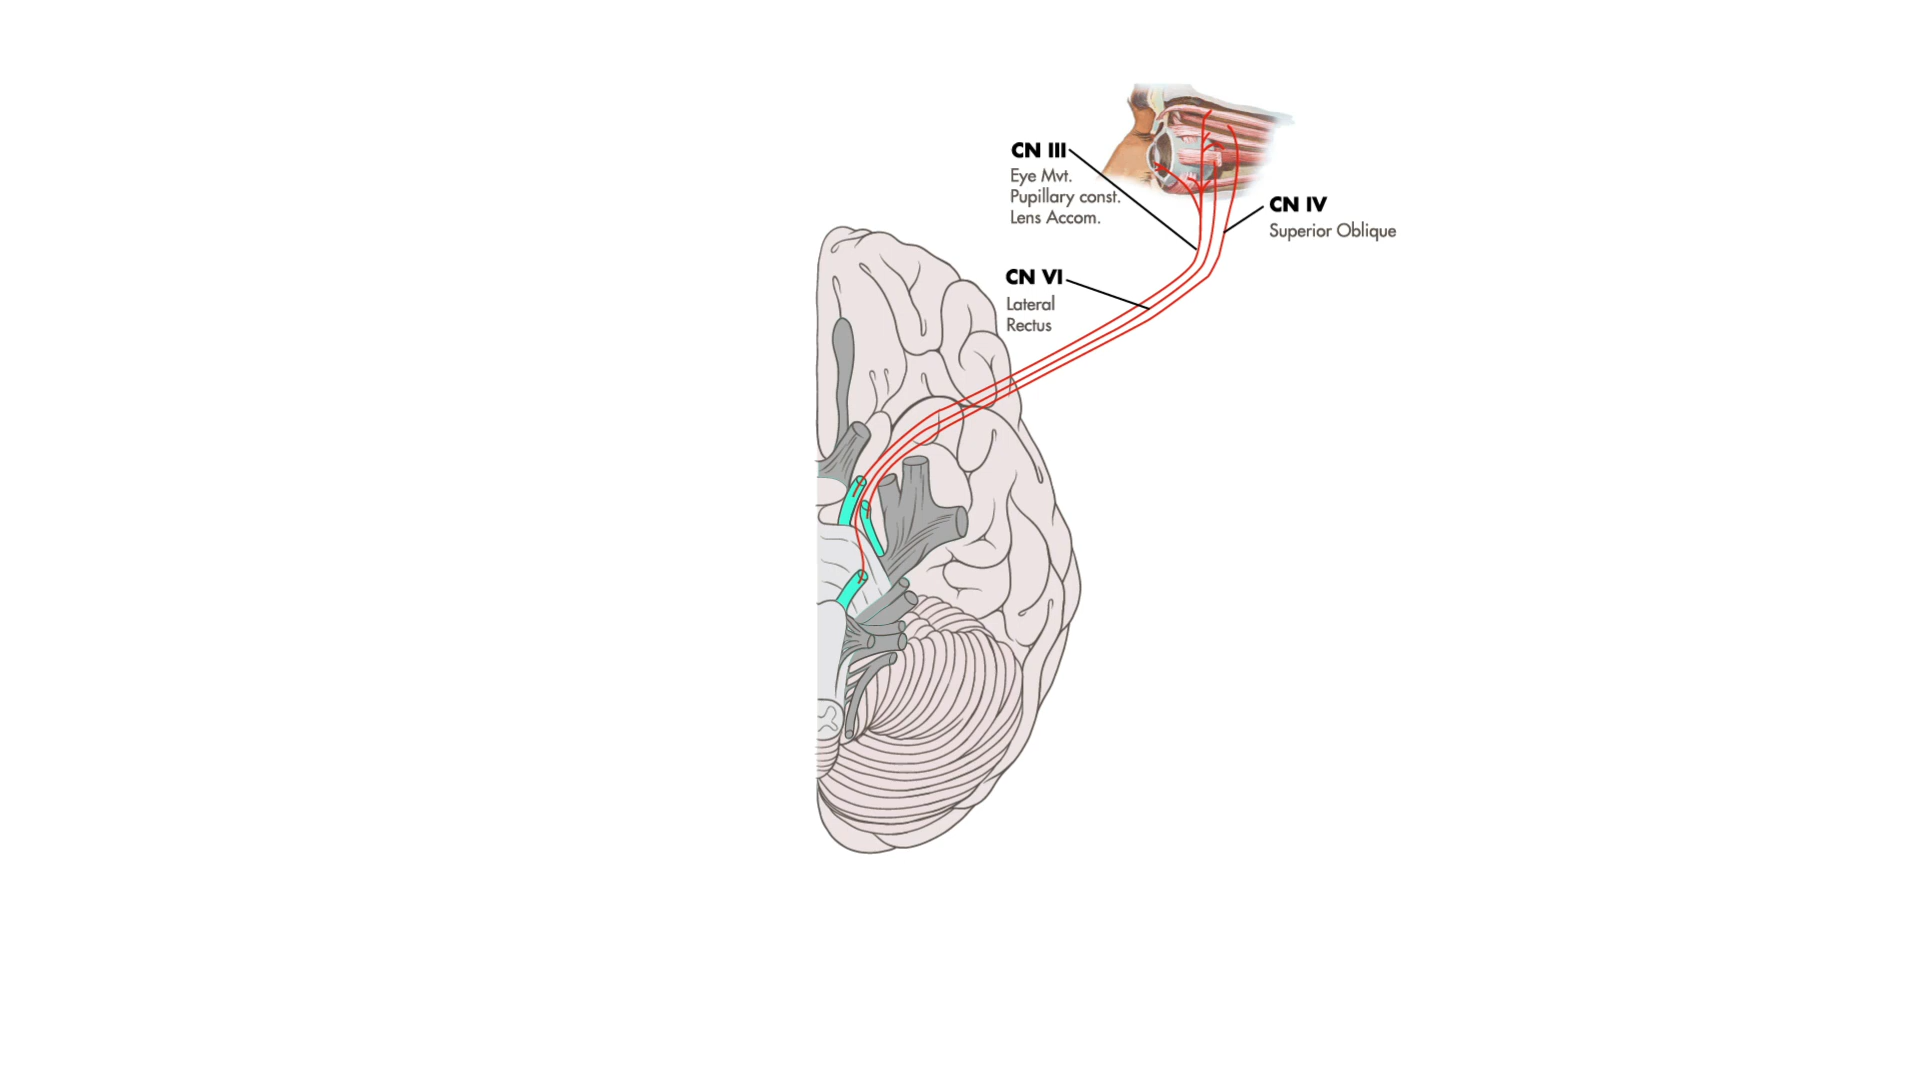 CN III
Eye Mvt.
Pupillary const.
Lens Accom.
CN IV
Superior Oblique
CN VI
Lateral
Rectus